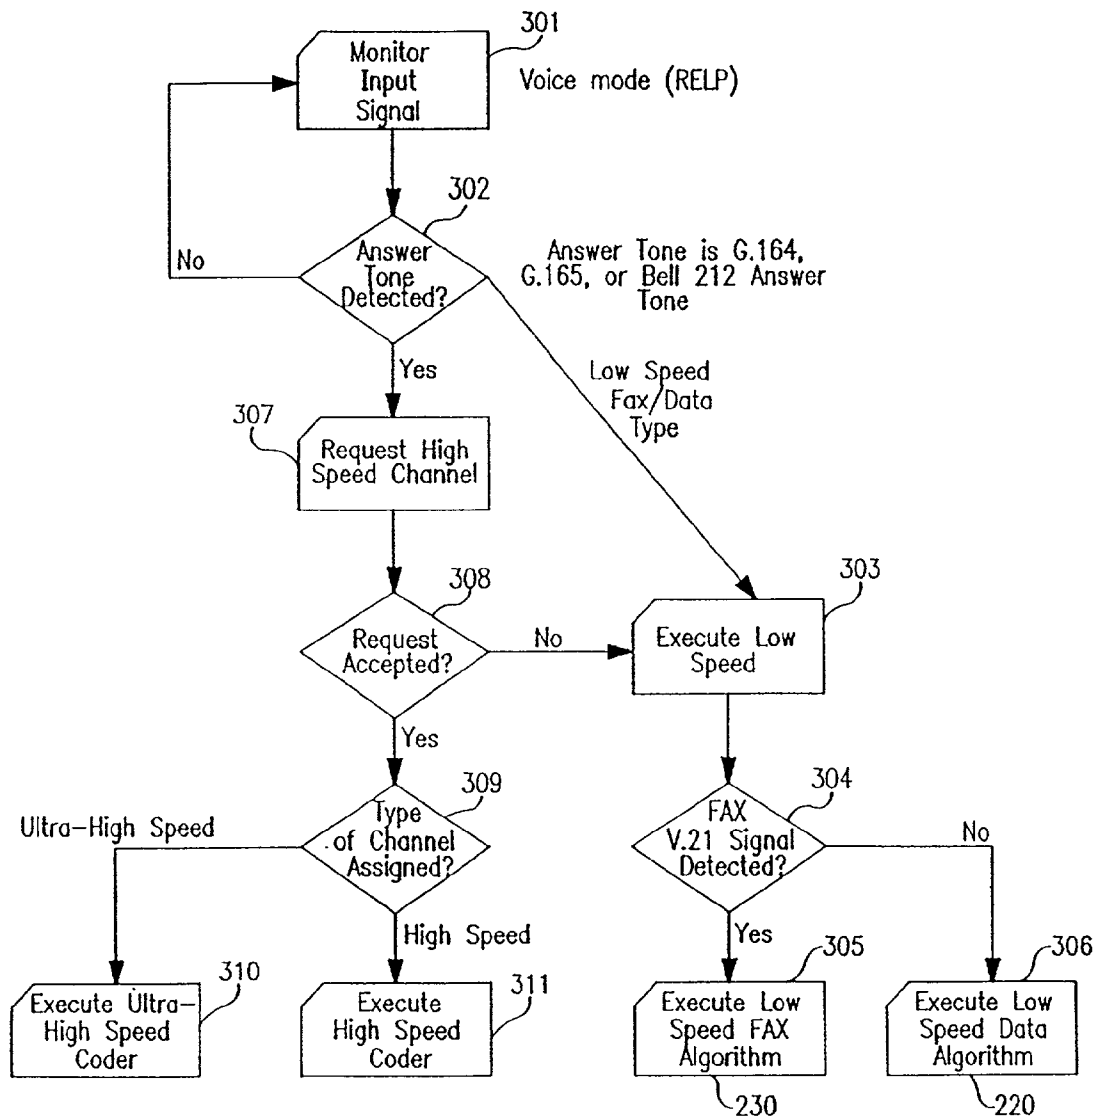 301
Monitor
Input
Signal
Voice mode (RELP)
302
Answer
Tone
Detected?
No
Answer Tone is G.164,
G.165, or Bell 212 Answer
Tone
Yes
Low Speed
Fax/Data
Type
307
Request High
Speed Channel
308
Request
Accepted?
No
303
Execute Low
Speed
Yes
309
Type
of Channel
Assigned?
Ultra-High Speed
304
FAX
V.21 Signal
Detected?
No
High Speed
Yes
310
Execute Ultra-
High Speed
Coder
311
Execute
High Speed
Coder
305
Execute Low
Speed FAX
Algorithm
230
306
Execute Low
Speed Data
Algorithm
220